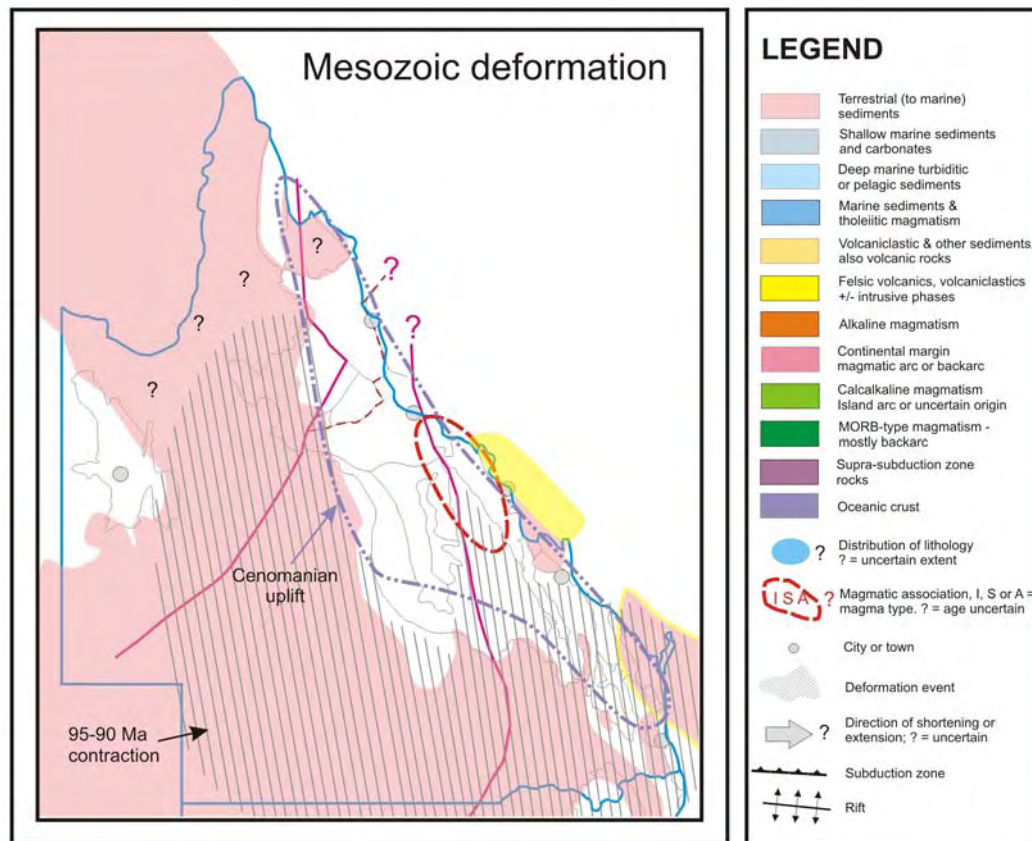 Mesozoic deformation
?
?
?
?
?
?
?
Cenomanian
uplift
95-90 Ma
contraction
LEGEND
Terrestrial (to marine)
sediments
Shallow marine sediments
and carbonates
Deep marine turbiditic
or pelagic sediments
Marine sediments &
tholeiitic magmatism
Volcaniclastic & other sediments,
also volcanic rocks
Felsic volcanics, volcaniclastics
+/- intrusive phases
Alkaline magmatism
Continental margin
magmatic arc or backarc
Calcalkaline magmatism
Island arc or uncertain origin
MORB-type magmatism -
mostly backarc
Supra-subduction zone
rocks
Oceanic crust
? Distribution of lithology
? = uncertain extent
I S A ? Magmatic association, I, S or A =
magma type. ? = age uncertain
City or town
Deformation event
? Direction of shortening or
extension; ? = uncertain
Subduction zone
Rift